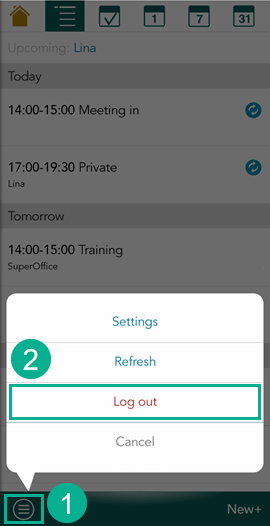 1 7 31
Upcoming: Lina
Today
14:00-15:00 Meeting in
17:00-19:30 Private
Lina
Tomorrow
14:00-15:00 Training
SuperOffice
Settings
2 Refresh
Log out
Cancel
1 New+